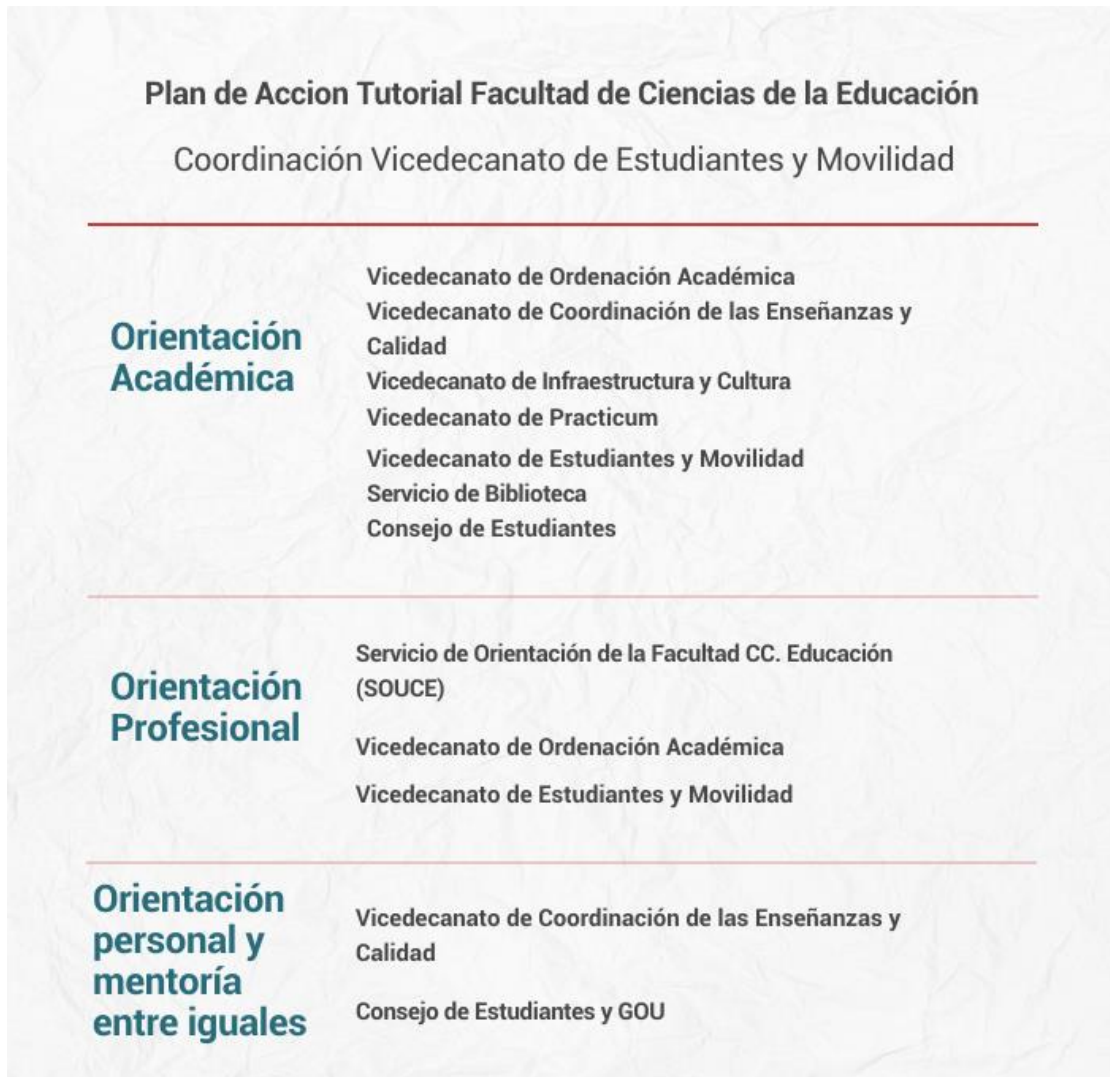 Plan de Accion Tutorial Facultad de Ciencias de la Educación
Coordinación Vicedecanato de Estudiantes y Movilidad
Orientación
Académica
Vicedecanato de Ordenación Académica
Vicedecanato de Coordinación de las Enseñanzas y
Calidad
Vicedecanato de Infraestructura y Cultura
Vicedecanato de Practicum
Vicedecanato de Estudiantes y Movilidad
Servicio de Biblioteca
Consejo de Estudiantes
Orientación
Profesional
Servicio de Orientación de la Facultad CC. Educación
(SOUCE)
Vicedecanato de Ordenación Académica
Vicedecanato de Estudiantes y Movilidad
Orientación
personal y
mentoría
entre iguales
Vicedecanato de Coordinación de las Enseñanzas y
Calidad
Consejo de Estudiantes y GOU